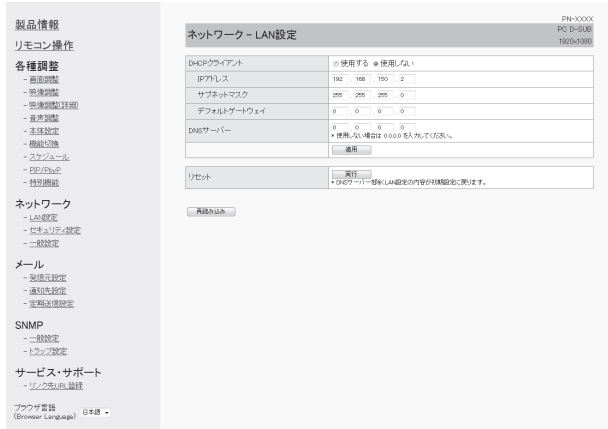 製品情報
リモコン操作
各種調整
- 画面調整
- 映像調整
- 映像調整(詳細)
- 音声調整
- 本体設定
- 機能切換
- スケジュール
- PIP/PbyP
- 特別機能
ネットワーク
- LAN設定
- セキュリティ設定
- 一般設定
メール
- 発信元設定
- 通知先設定
- 定期送信設定
SNMP
- 一般設定
- トラップ設定
サービス・サポート
- リンク先URL登録
ブラウザ言語
(Browser Language) 日本語
PN-XXXX
ネットワーク - LAN設定
PC D-SUB
1920x1080
DHCPクライアント 使用する 使用しない
IPアドレス 192 . 168 . 150 . 2
サブネットマスク 255 . 255 . 255 . 0
デフォルトゲートウェイ 0 . 0 . 0 . 0
DNSサーバー 0 . 0 . 0 . 0
使用しない場合は 0.0.0.0 を入力してください。
適用
リセット 実行
DNSサーバーを除くLAN設定の内容が初期設定に戻ります。
再読み込み